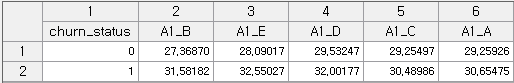 1 2 3 4 5 6
churn_status A1_B A1_E A1_D A1_C A1_A
1 0 27,36870 28,09017 29,53247 29,25497 29,25926
2 1 31,58182 32,55027 32,00177 30,48986 30,65475